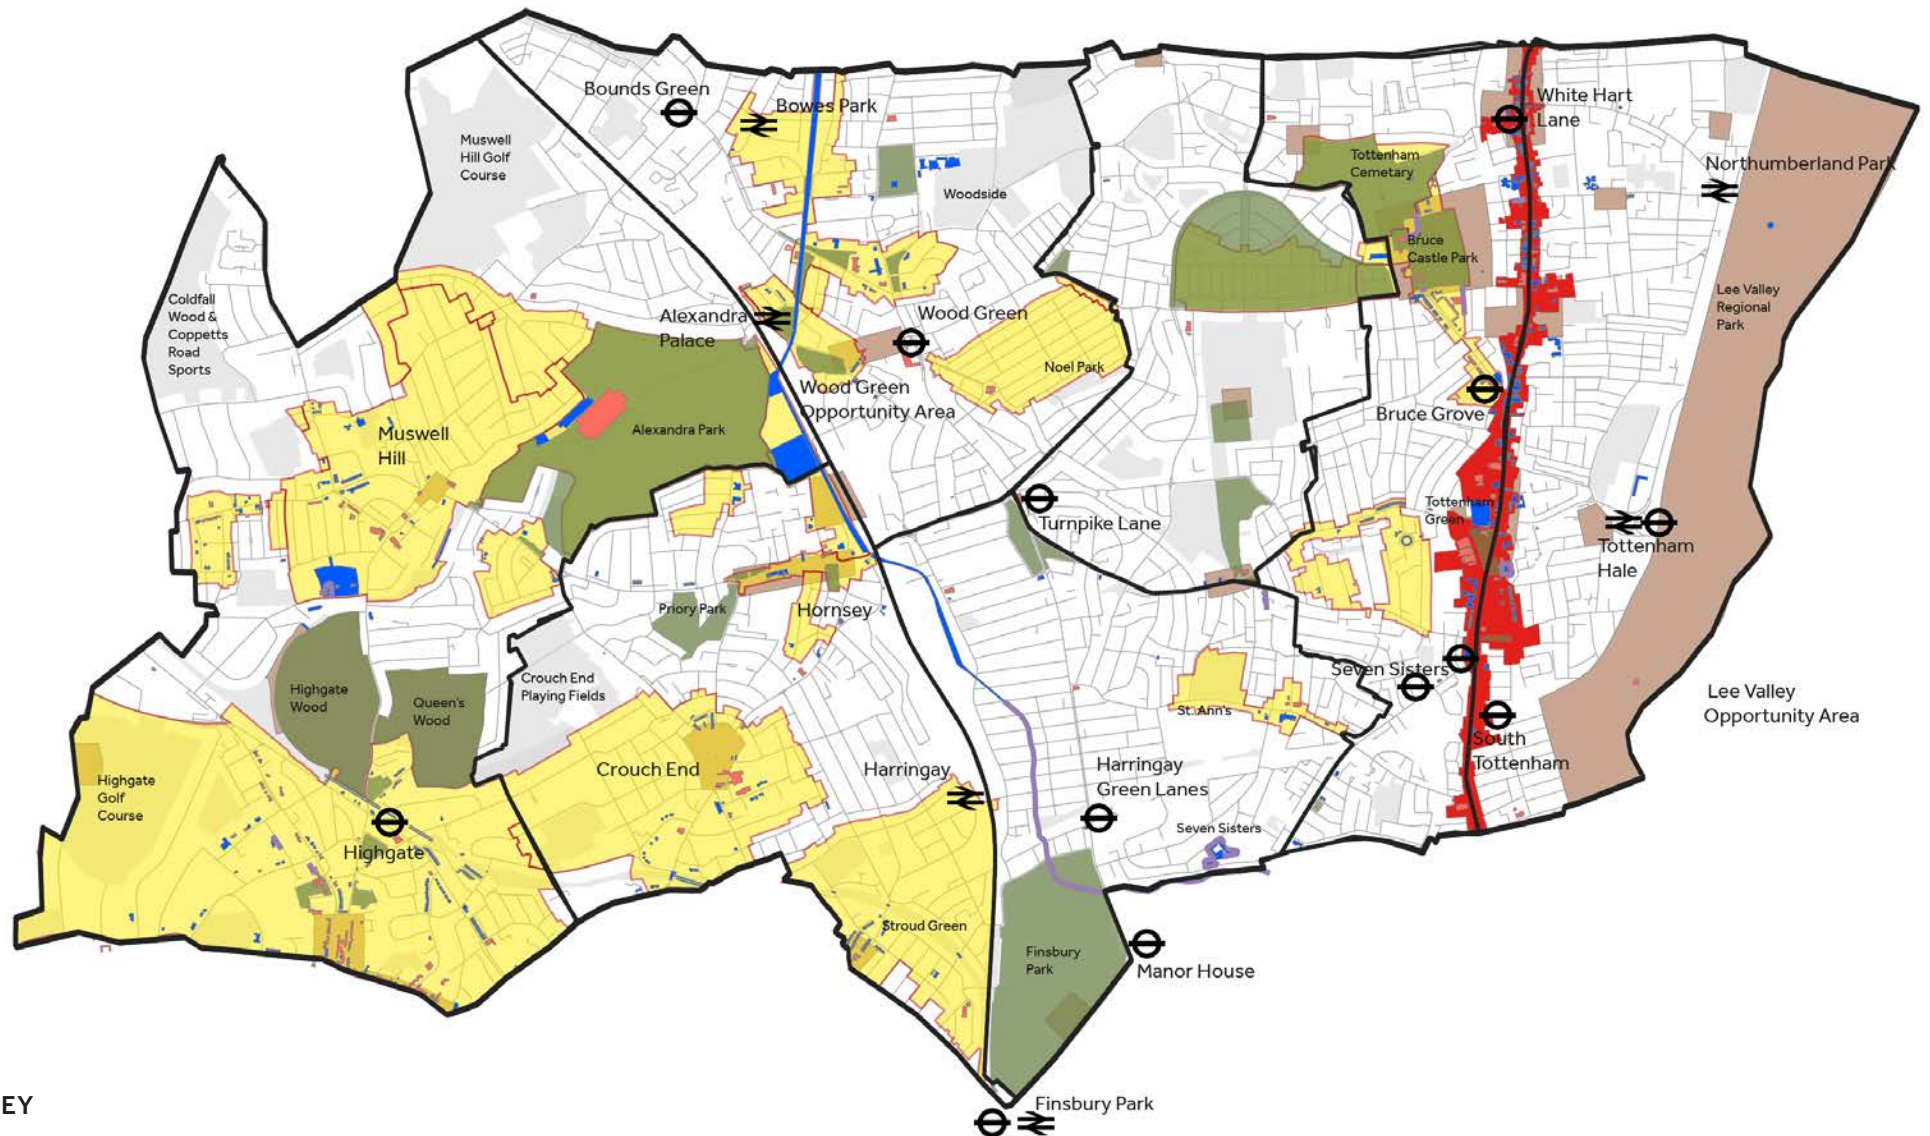 Bounds Green
Bowes Park
White Hart
Lane
Muswell
Hill Golf
Course
Tottenham
Cemetery
Northumberland Park
Woodside
Bruce
Castle Park
Coldfall
Wood &
Coppetts
Road
Sports
Lee Valley
Regional
Park
Alexandra
Palace
Wood Green
Noel Park
Wood Green
Opportunity Area
Bruce Grove
Muswell
Hill
Alexandra Park
Tottenham
Green
Turnpike Lane
Tottenham
Hale
Priory Park
Hornsey
Seven Sisters
Highgate
Wood
Queen's
Wood
Crouch End
Playing Fields
St. Ann's
Lee Valley
Opportunity Area
South
Tottenham
Highgate
Golf
Course
Crouch End
Harringay
Harringay
Green Lanes
Seven Sisters
Highgate
Stroud Green
Finsbury
Park
Manor House
Finsbury Park
EY